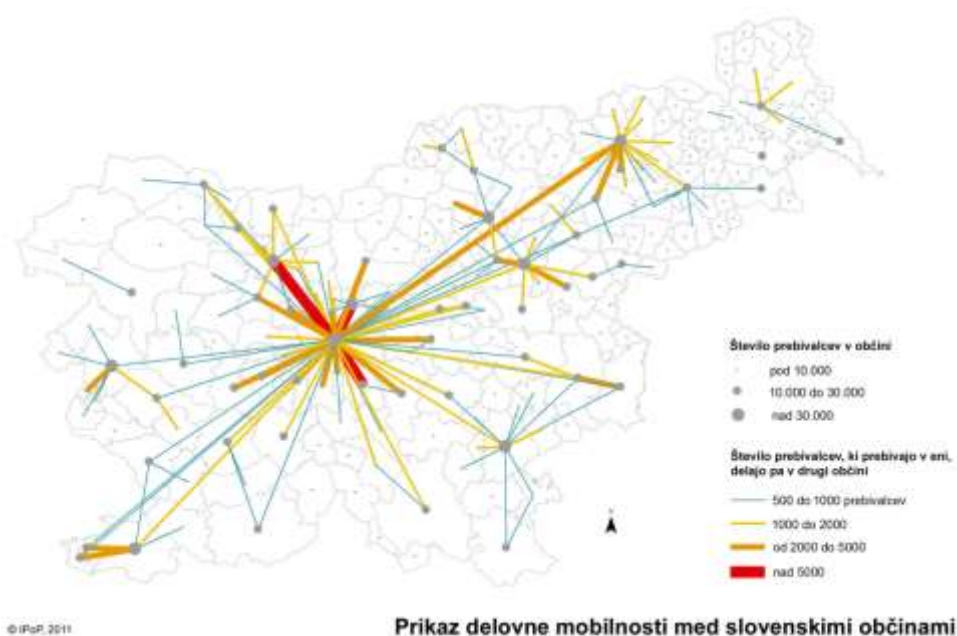 Število prebivalcev v občini
pod 10.000
10.000 do 30.000
nad 30.000
Število prebivalcev, ki prebivajo v eni,
delajo pa v drugi občini
500 do 1000 prebivalcev
1000 do 2000
od 2000 do 5000
nad 5000
© IPoP, 2011
Prikaz delovne mobilnosti med slovenskimi občinami